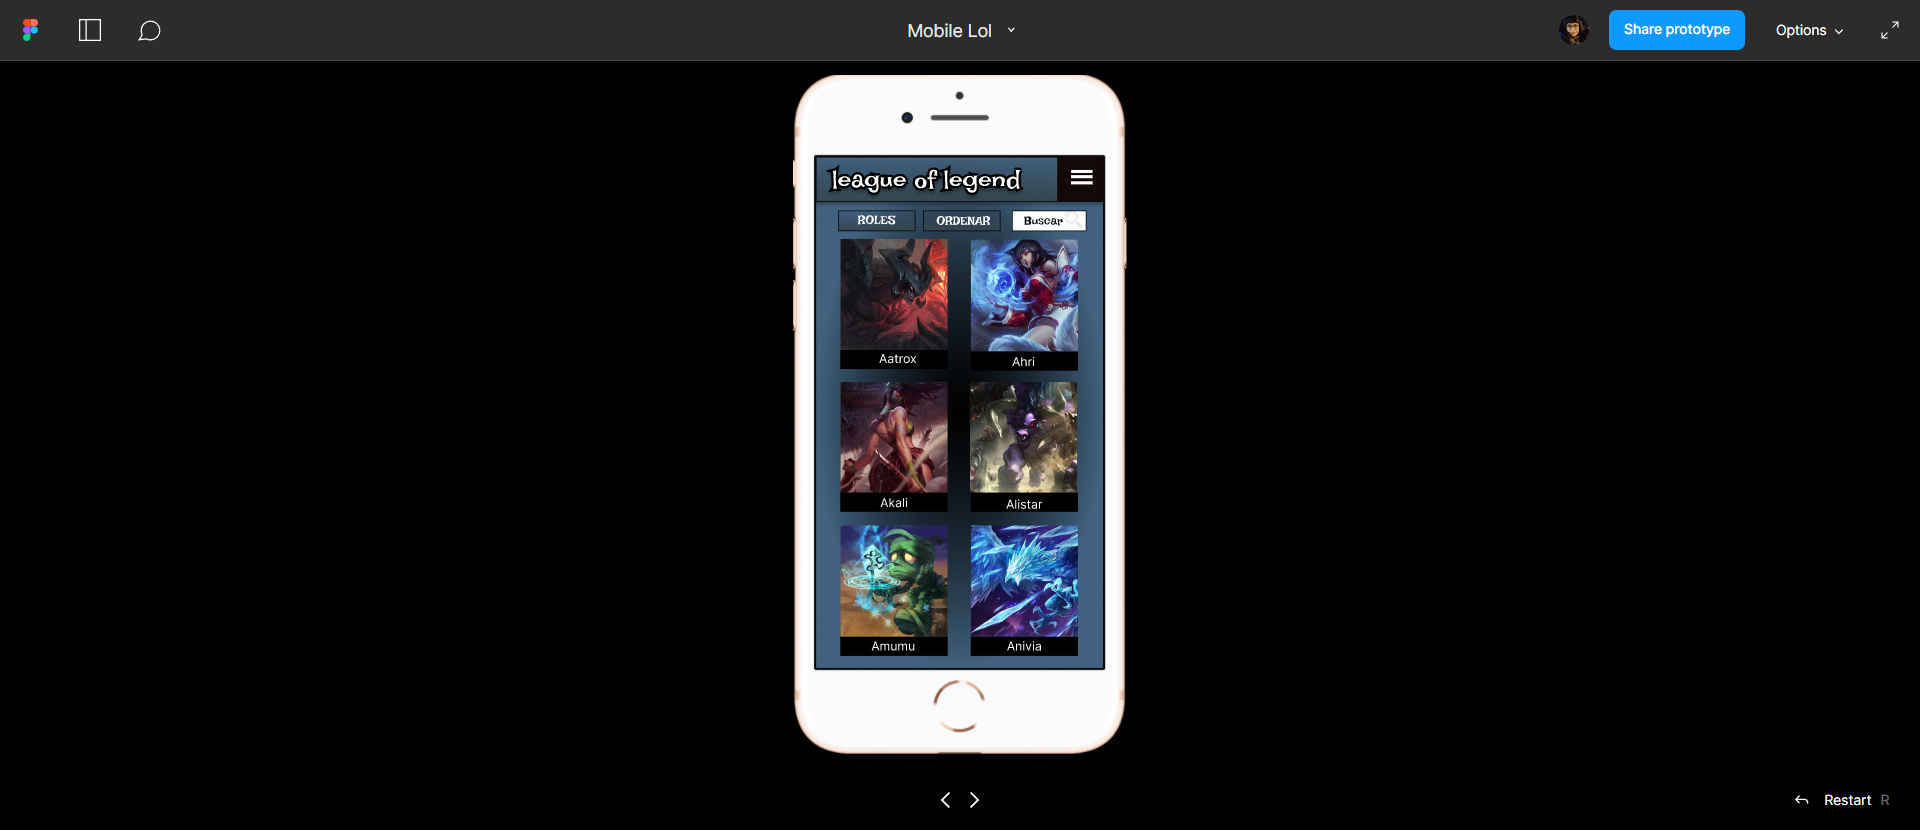 Mobile Lol
Share prototype
Options
league of legend
ROLES
ORDENAR
Buscar
Aatrox
Ahri
Akali
Alistar
Amumu
Anivia
Restart R